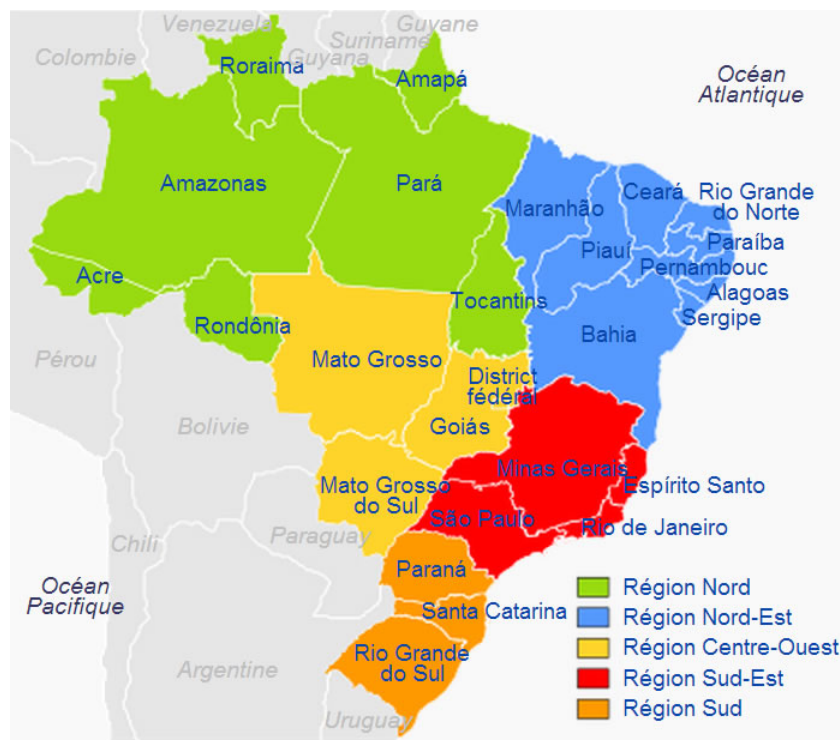 Venezuela
Guyane
Suriname
Colombie
Guyana
Roraima
Amapá
Océan
Atlantique
Amazonas
Pará
Maranhão
Ceará
Rio Grande
do Norte
Piauí
Paraíba
Pernambouc
Acre
Tocantins
Alagoas
Rondônia
Sergipe
Bahia
Pérou
Mato Grosso
District
fédéral
Bolivie
Goiás
Minas Gerais
Mato Grosso
do Sul
Espírito Santo
São Paulo
Rio de Janeiro
Paraguay
Chili
Paraná
Océan
Pacifique
Santa Catarina
Rio Grande
do Sul
Argentine
Uruguay
Région Nord
Région Nord-Est
Région Centre-Ouest
Région Sud-Est
Région Sud